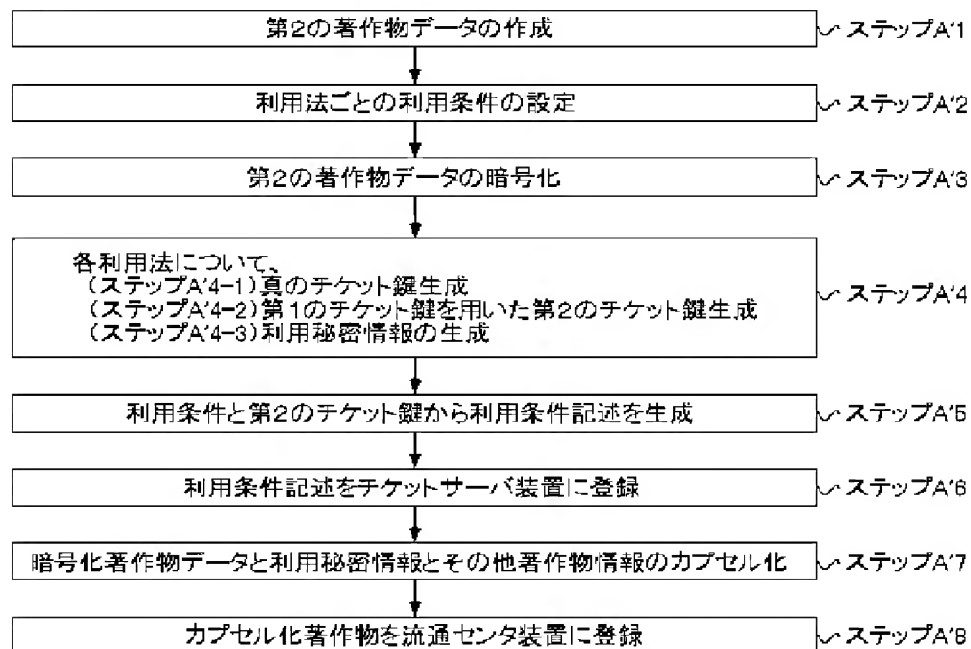 第2の著作物データの作成 ステップA'1
利用法ごとの利用条件の設定 ステップA'2
第2の著作物データの暗号化 ステップA'3
各利用法について、
(ステップA'4-1)真のチケット鍵生成
(ステップA'4-2)第1のチケット鍵を用いた第2のチケット鍵生成
(ステップA'4-3)利用秘密情報の生成
ステップA'4
利用条件と第2のチケット鍵から利用条件記述を生成 ステップA'5
利用条件記述をチケットサーバ装置に登録 ステップA'6
暗号化著作物データと利用秘密情報とその他著作物情報のカプセル化 ステップA'7
カプセル化著作物を流通センタ装置に登録 ステップA'8